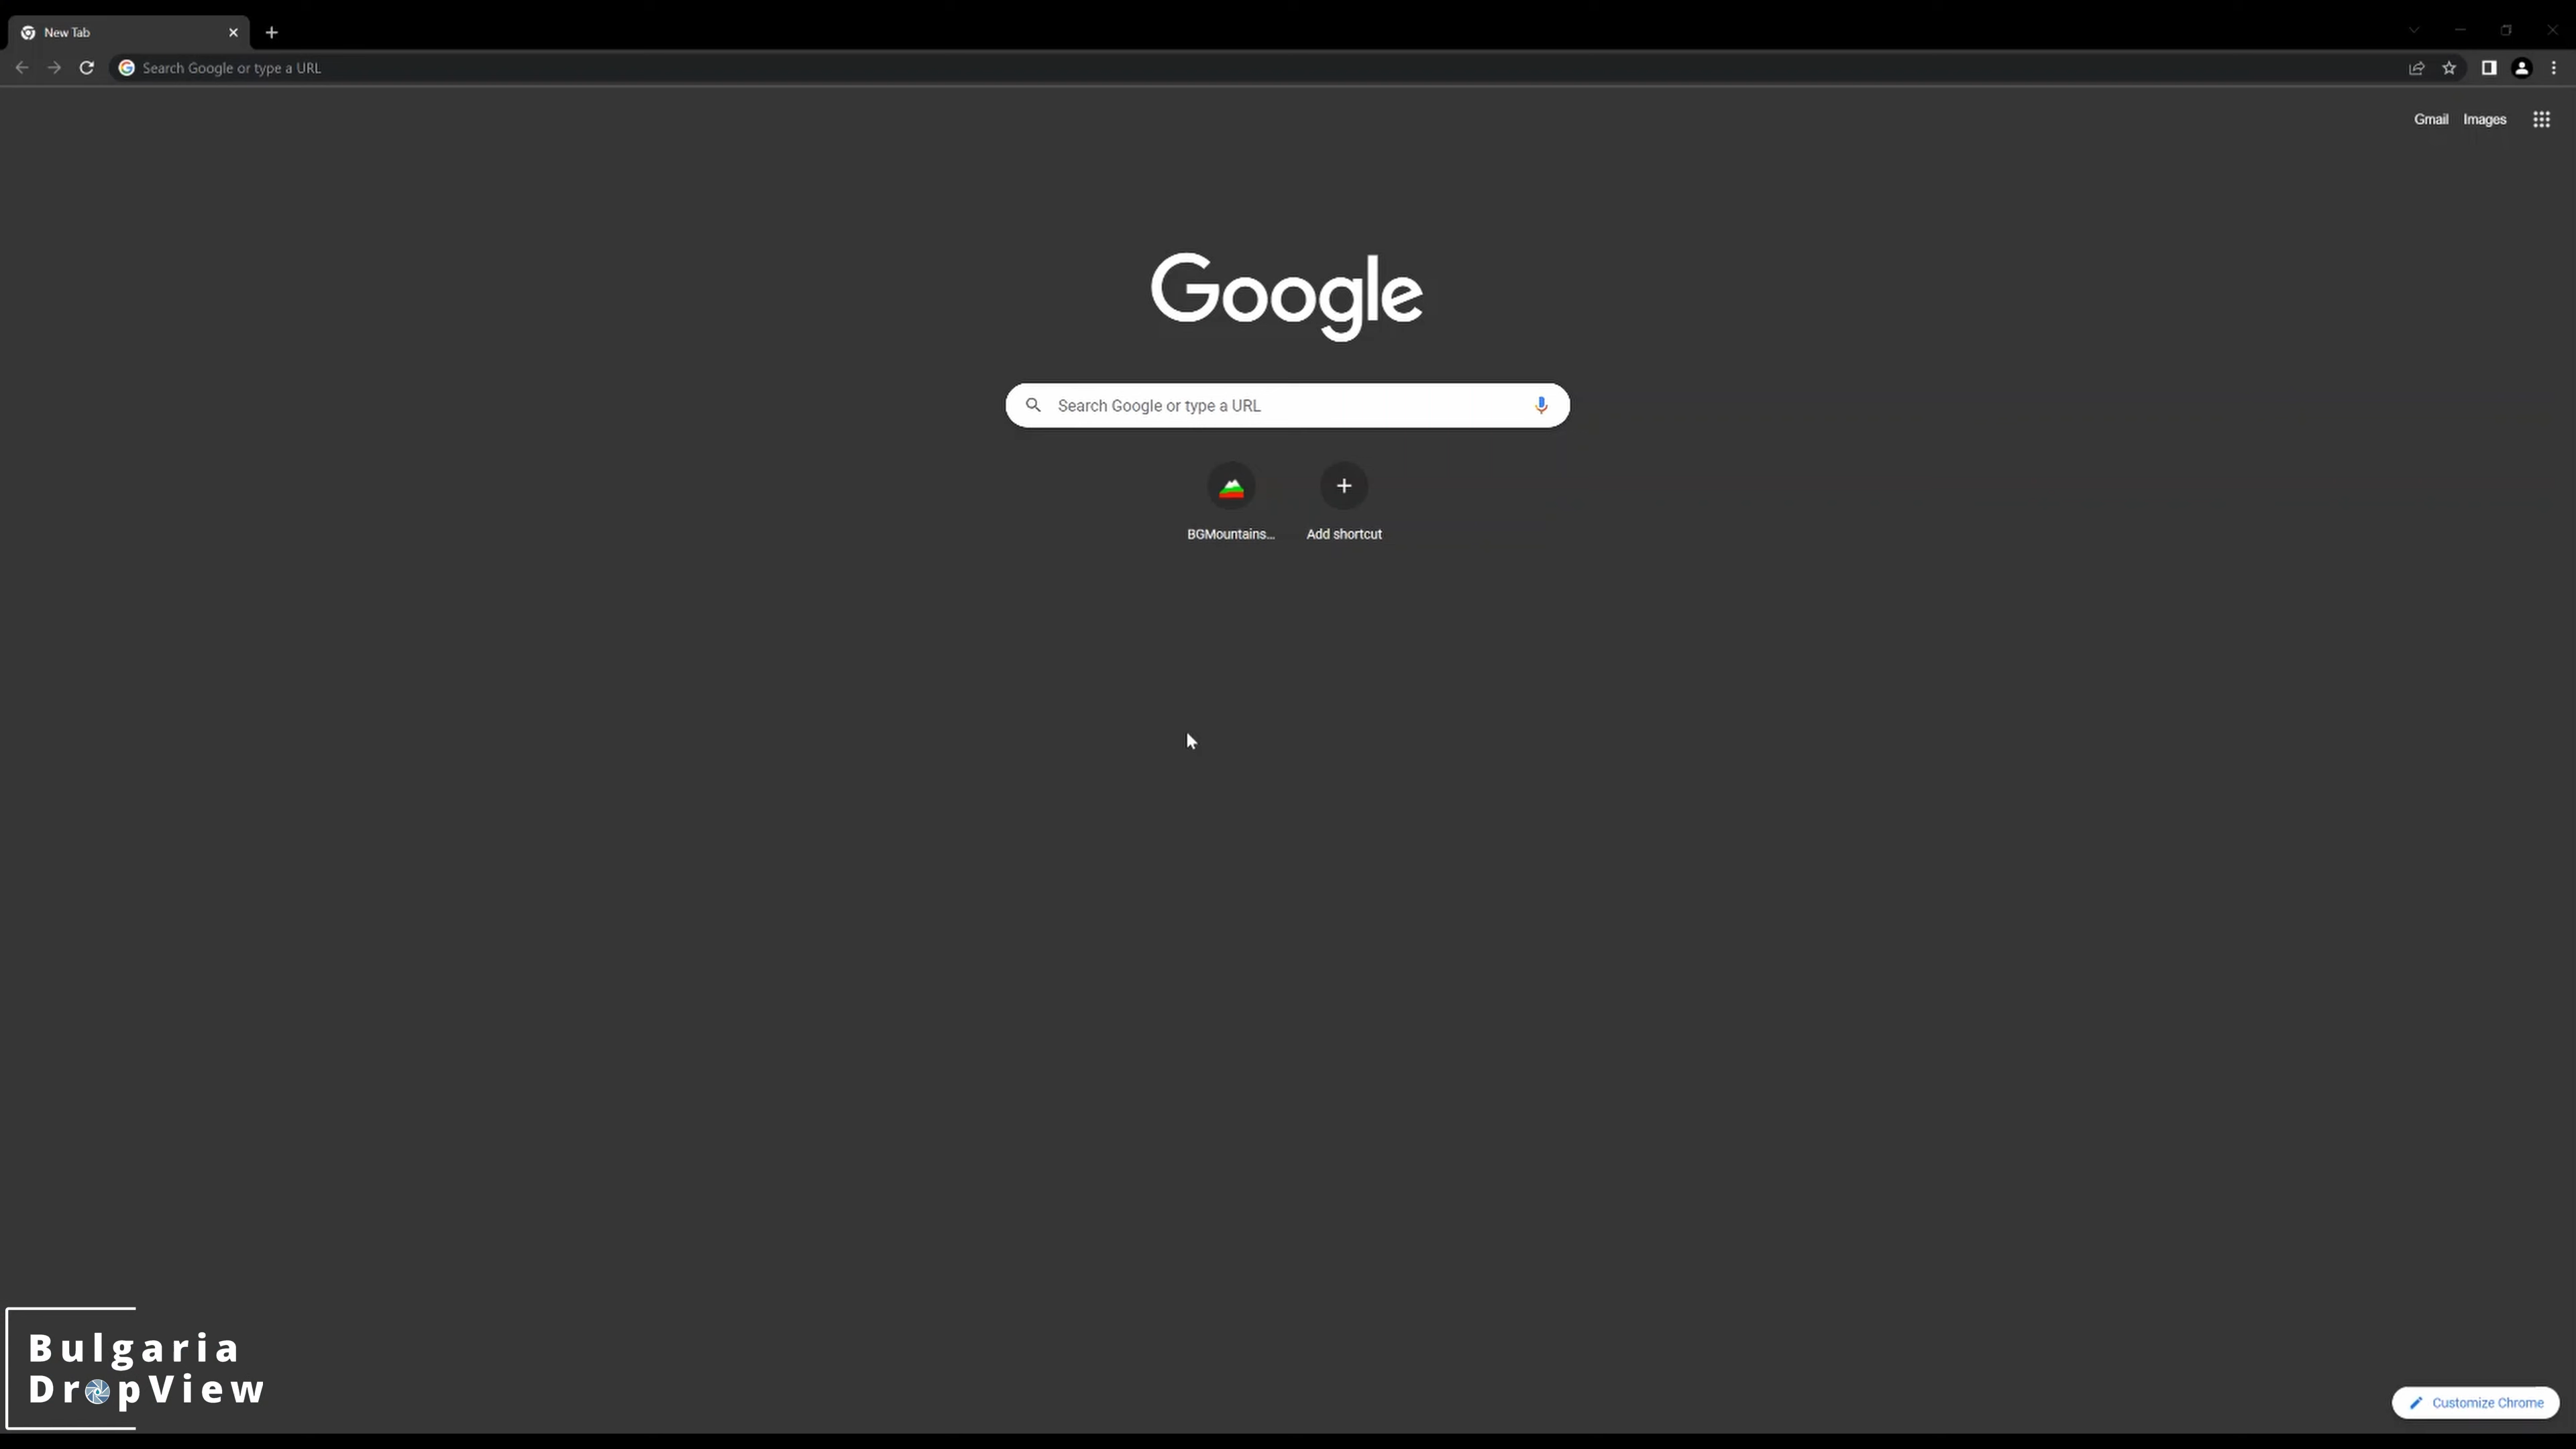 New Tab
Search Google or type a URL
Gmail Images
Google
Search Google or type a URL
BGMountains... Add shortcut
Bulgaria
DropView
Customize Chrome